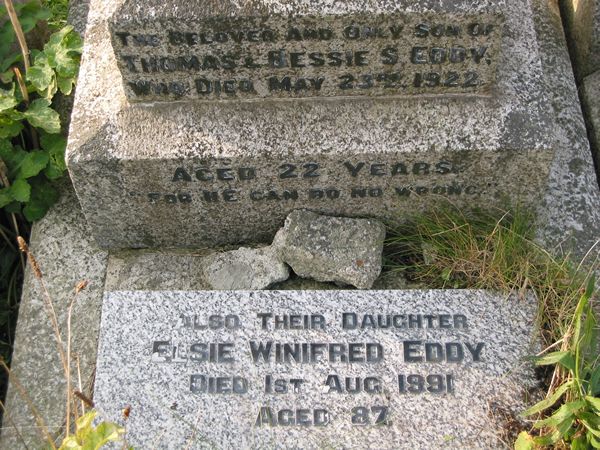 The Beloved And Only Son Of
Thomas & Bessie S. Eddy.
Who Died May 23rd 1922.
Aged 22 Years.
"For He Can Do No Wrong."
Also Their Daughter
Elsie Winifred Eddy
Died 1st Aug. 1991
Aged 87.